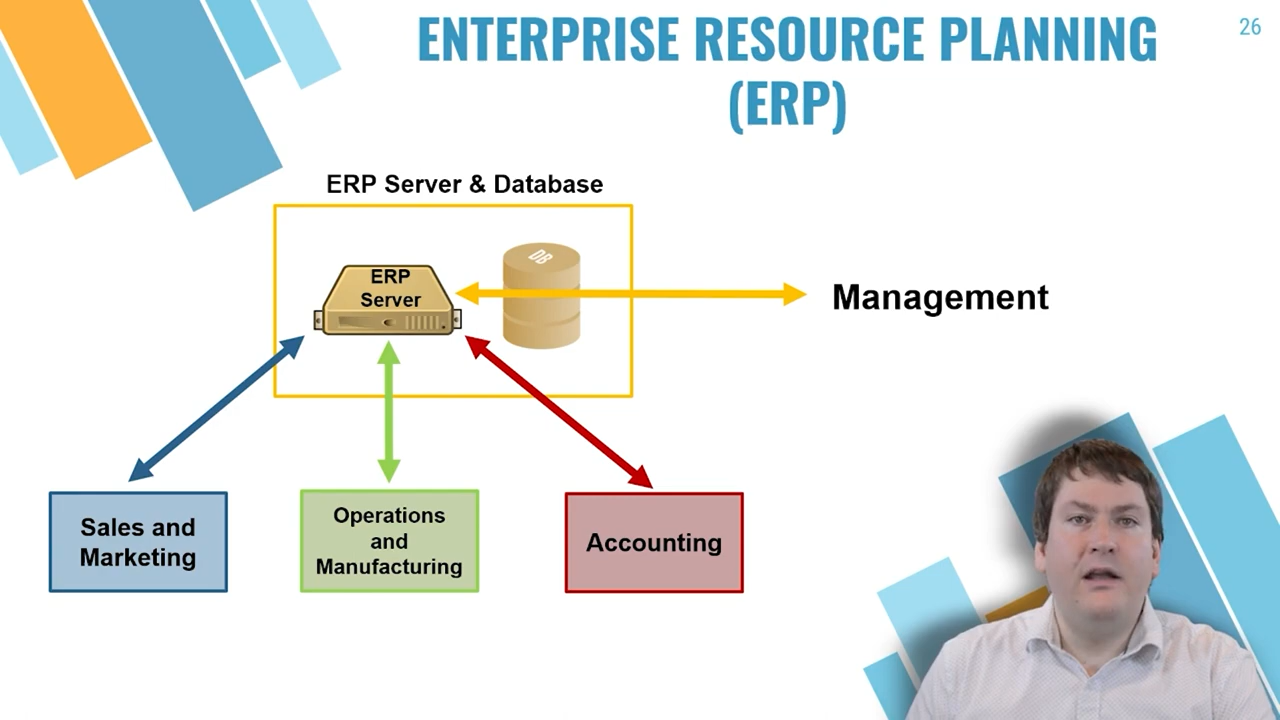 ENTERPRISE RESOURCE PLANNING
(ERP)
26
ERP Server & Database
ERP
Server
DB
Management
Sales and
Marketing
Operations
and
Manufacturing
Accounting